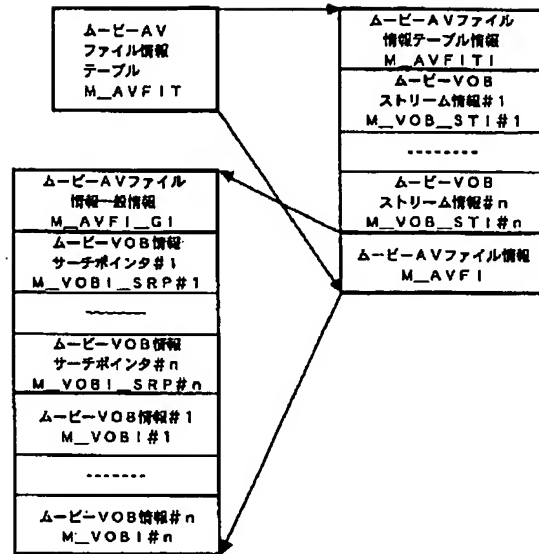 ムービーAV
ファイル情報
テーブル
M_AVFIT
ムービーAVファイル
情報テーブル情報
M_AVFITI
ムービーVOB
ストリーム情報#1
M_VOB_STI#1
--------
ムービーVOB
ストリーム情報#n
M_VOB_STI#n
ムービーAVファイル情報
M_AVFI
ムービーAVファイル
情報一般情報
M_AVFI_GI
ムービーVOB情報
サーチポインタ#1
M_VOBI_SRP#1
-------
ムービーVOB情報
サーチポインタ#n
M_VOBI_SRP#n
ムービーVOB情報#1
M_VOBI#1
-------
ムービーVOB情報#n
M_VOBI#n